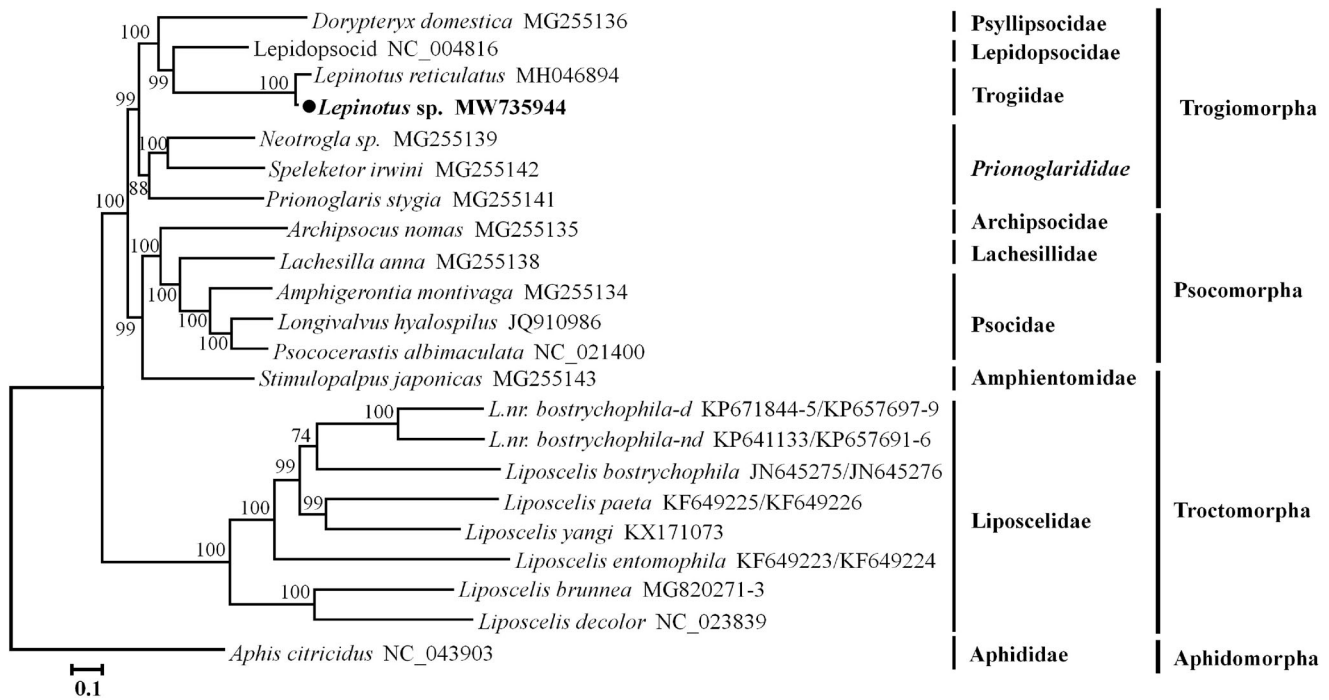 Dorypteryx domestica MG255136
Lepidopsocid NC_004816
Lepinotus reticulatus MH046894
Lepinotus sp. MW735944
Neotrogla sp. MG255139
Speleketor irwini MG255142
Prionoglaris stygia MG255141
Archipsocus nomas MG255135
Lachesilla anna MG255138
Amphigerontia montivaga MG255134
Longivalvus hyalospilus JQ910986
Psococerastis albimaculata NC_021400
Stimulopalpus japonicas MG255143
L.nr. bostrychophila-d KP671844-5/KP657697-9
L.nr. bostrychophila-nd KP641133/KP657691-6
Liposcelis bostrychophila JN645275/JN645276
Liposcelis paeta KF649225/KF649226
Liposcelis yangi KX171073
Liposcelis entomophila KF649223/KF649224
Liposcelis brunnea MG820271-3
Liposcelis decolor NC_023839
Aphis citricidus NC_043903
100
99
100
99
100
88
100
100
100
100
100
99
100
74
99
99
100
100
100
0.1
Psyllipsocidae
Lepidopsocidae
Trogiidae
Prionoglarididae
Archipsocidae
Lachesillidae
Psocidae
Amphientomidae
Liposcelidae
Aphididae
Trogiomorpha
Psocomorpha
Troctomorpha
Aphidomorpha